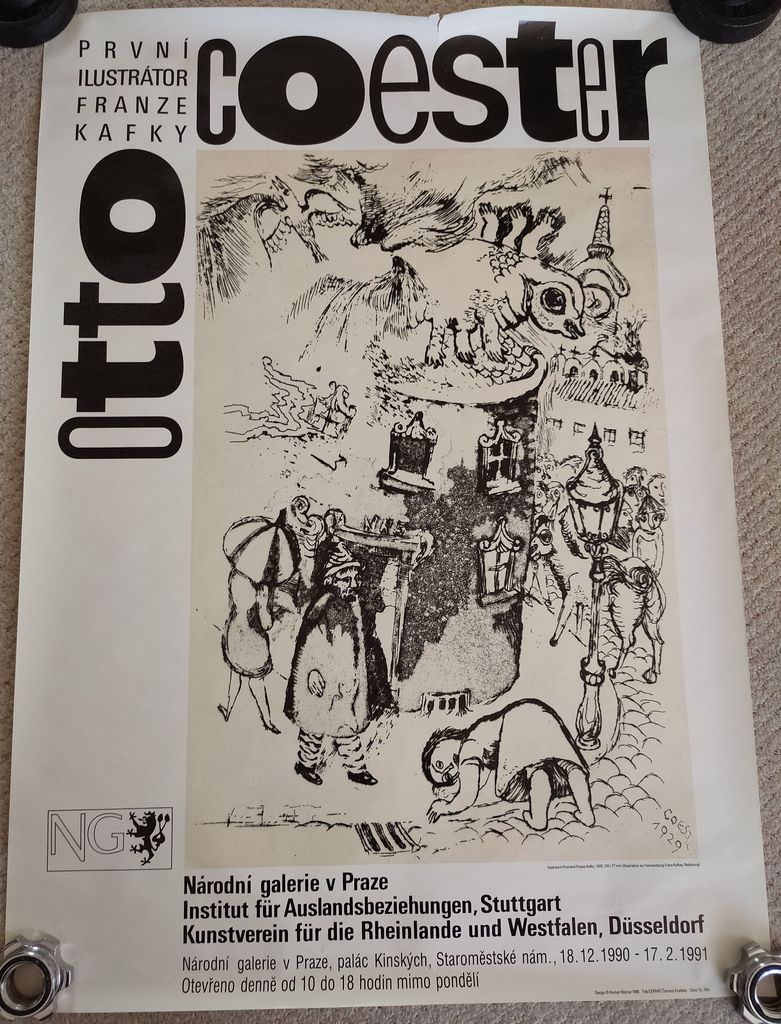 PRVNÍ
ILUSTRÁTOR
FRANZE
KAFKY
Otto
coester
COEST
1929
NG
Národní galerie v Praze
Institut für Auslandsbeziehungen, Stuttgart
Kunstverein für die Rheinlande und Westfalen, Düsseldorf
Národní galerie v Praze, palác Kinských, Staroměstské nám., 18.12.1990 - 17.2.1991
Otevřeno denně od 10 do 18 hodin mimo pondělí